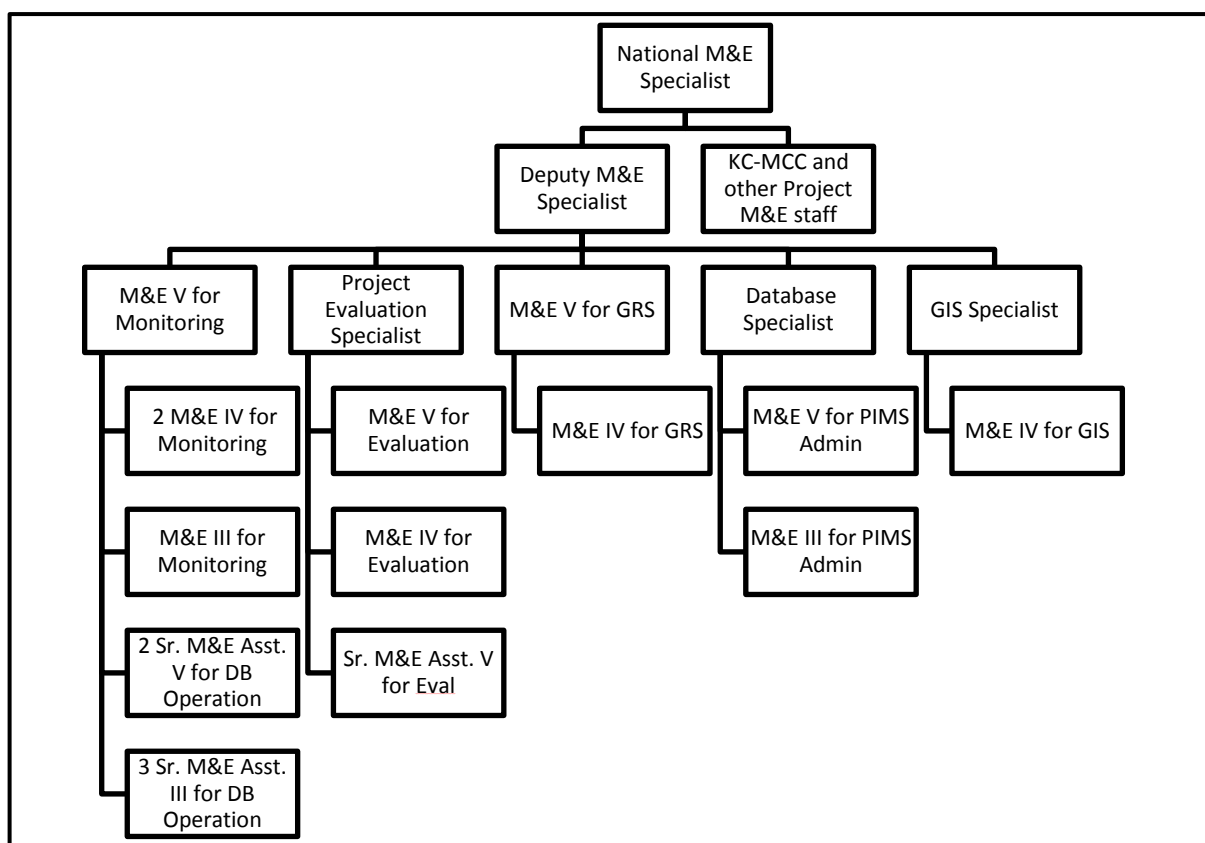 National M&E
Specialist
Deputy M&E
Specialist
KC-MCC and
other Project
M&E staff
M&E V for
Monitoring
Project
Evaluation
Specialist
M&E V for GRS
Database
Specialist
GIS Specialist
2 M&E IV for
Monitoring
M&E V for
Evaluation
M&E IV for GRS
M&E V for PIMS
Admin
M&E IV for GIS
M&E III for
Monitoring
M&E IV for
Evaluation
M&E III for PIMS
Admin
2 Sr. M&E Asst.
V for DB
Operation
Sr. M&E Asst. V
for Eval
3 Sr. M&E Asst.
III for DB
Operation